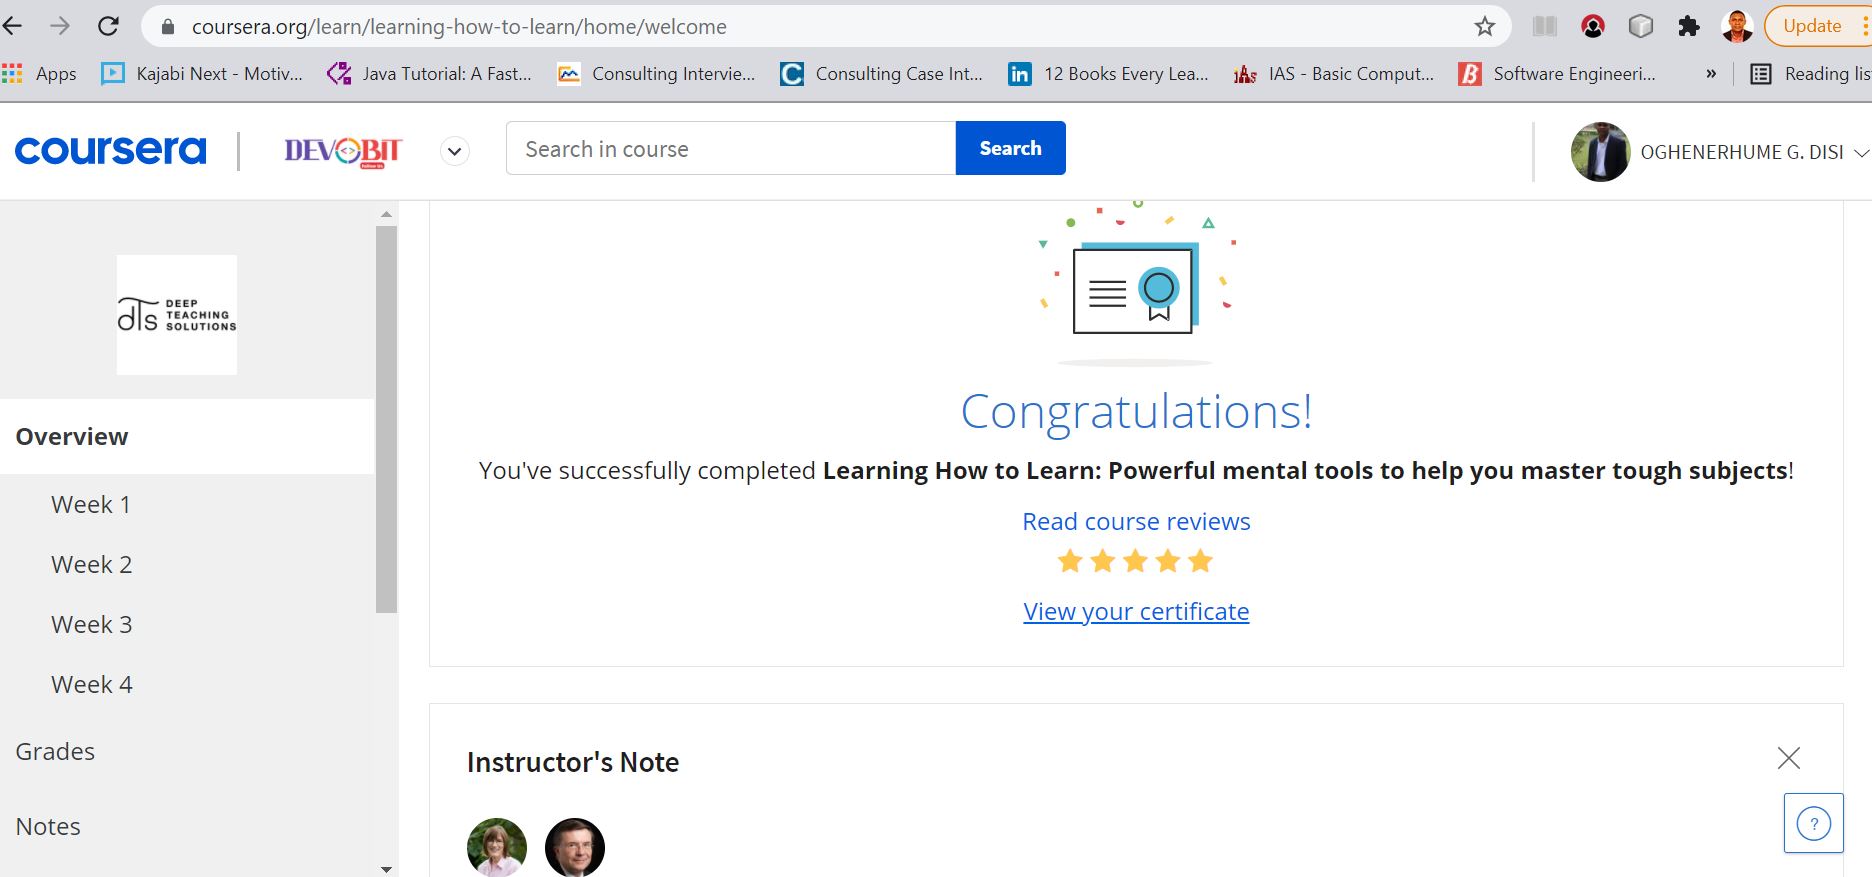 coursera.org/learn/learning-how-to-learn/home/welcome
Update
Apps
Kajabi Next - Motiv...
Java Tutorial: A Fast...
Consulting Intervie...
Consulting Case Int...
12 Books Every Lea...
IAS - Basic Comput...
Software Engineeri...
»
Reading lis
coursera
DEVOBIT
Follow Us
Search in course
Search
OGHENERHUME G. DISI
dTs DEEP
TEACHING
SOLUTIONS
Overview
Week 1
Week 2
Week 3
Week 4
Grades
Notes
Congratulations!
You've successfully completed Learning How to Learn: Powerful mental tools to help you master tough subjects!
Read course reviews
View your certificate
Instructor's Note
?